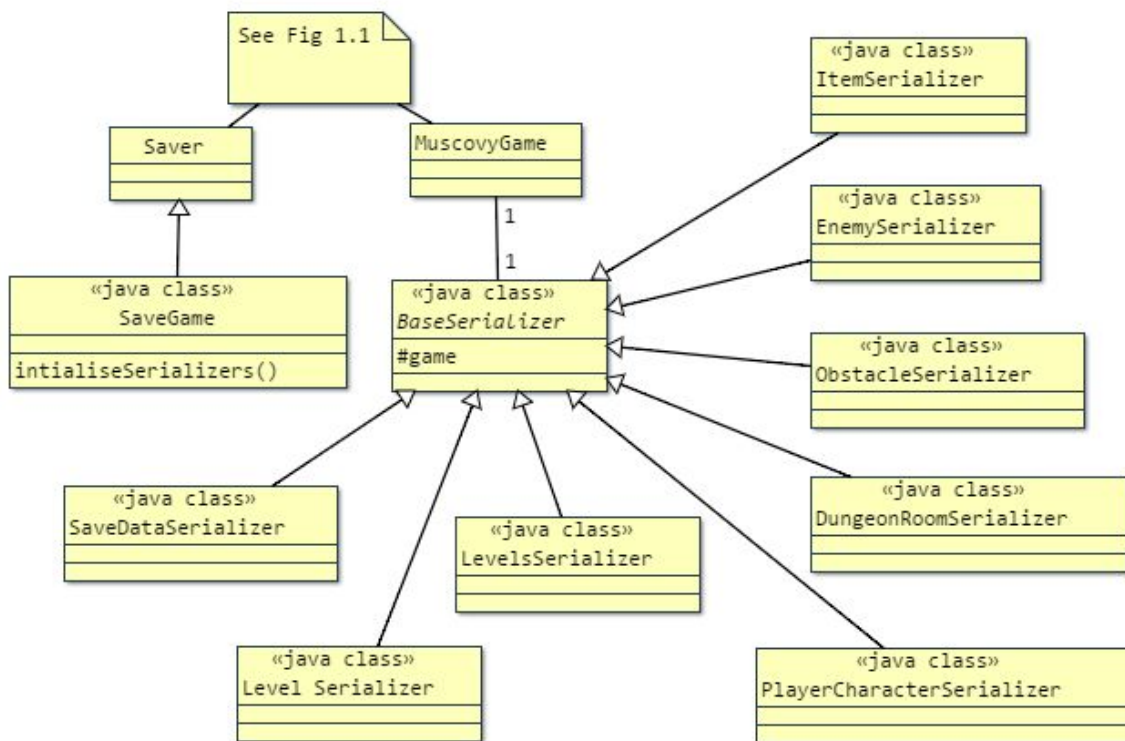 See Fig 1.1
«java class»
ItemSerializer
Saver
MuscovyGame
«java class»
EnemySerializer
1
1
«java class»
SaveGame
intialiseSerializers()
«java class»
BaseSerializer
#game
«java class»
ObstacleSerializer
«java class»
SaveDataSerializer
«java class»
LevelsSerializer
«java class»
DungeonRoomSerializer
«java class»
Level Serializer
«java class»
PlayerCharacterSerializer